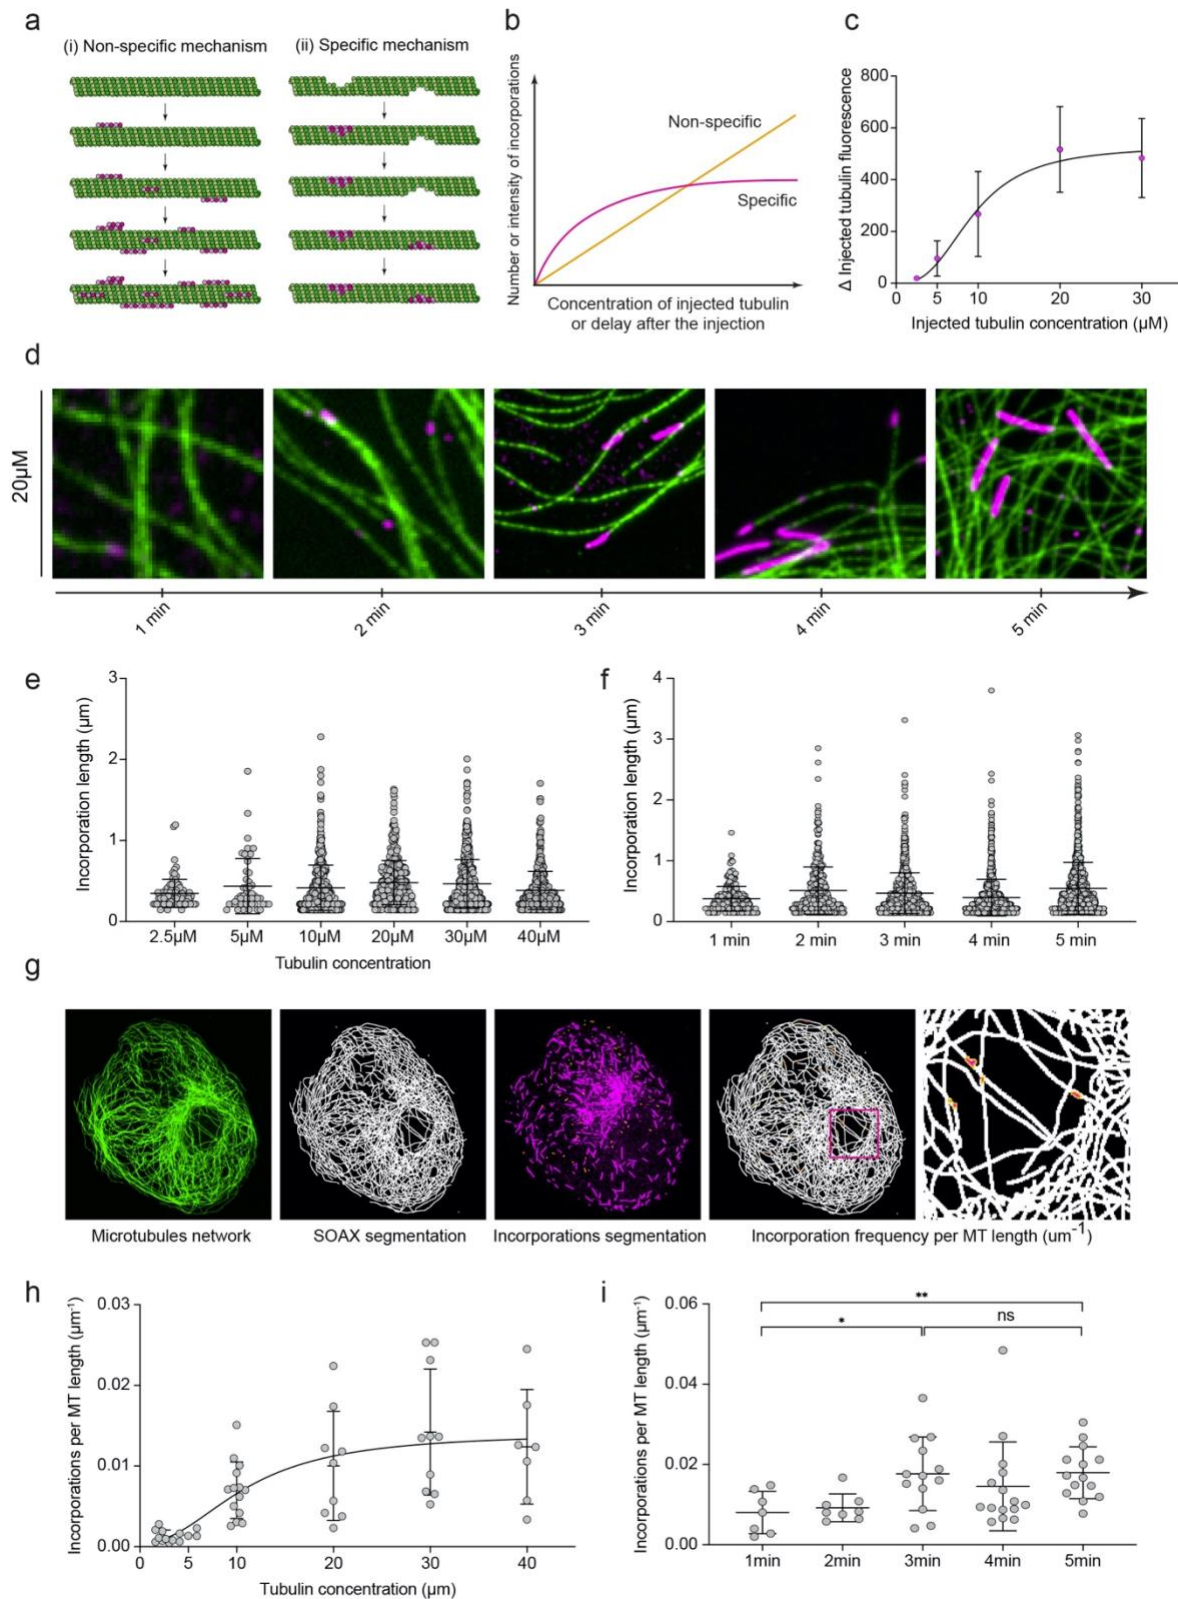 a
(i) Non-specific mechanism
(ii) Specific mechanism
b
Number or intensity of incorporations
Non-specific
Specific
Concentration of injected tubulin
or delay after the injection
c
Δ Injected tubulin fluorescence
800
600
400
200
0
0 5 10 20 30
Injected tubulin concentration (µM)
d
20µM
1 min
2 min
3 min
4 min
5 min
e
Incorporation length (µm)
3
2
1
0
2.5µM 5µM 10µM 20µM 30µM 40µM
Tubulin concentration
f
Incorporation length (µm)
4
3
2
1
0
1 min 2 min 3 min 4 min 5 min
g
Microtubules network
SOAX segmentation
Incorporations segmentation
Incorporation frequency per MT length (um⁻¹)
h
Incorporations per MT length (µm⁻¹)
0.03
0.02
0.01
0.00
0 5 10 20 30 40
Tubulin concentration (µm)
i
Incorporations per MT length (µm⁻¹)
0.06
0.04
0.02
0.00
**
*
ns
1min 2min 3min 4min 5min